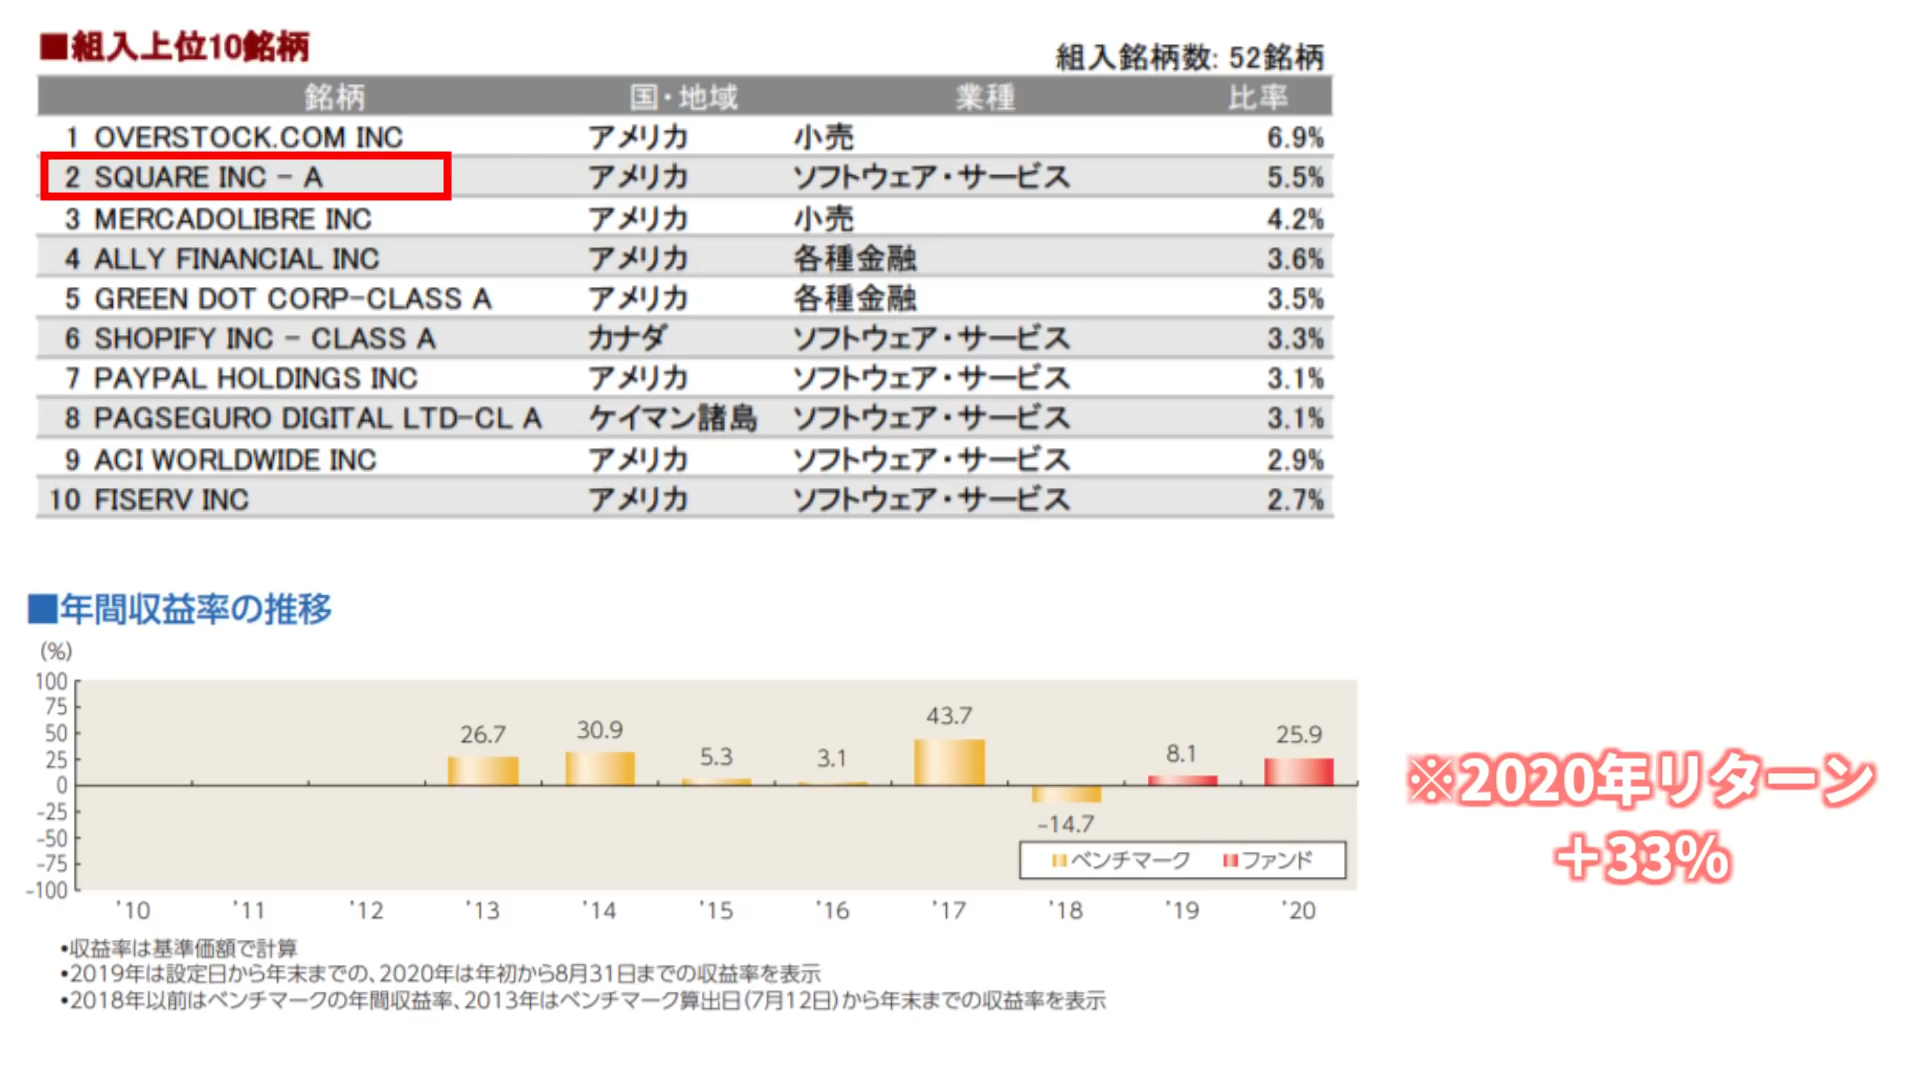 ■組入上位10銘柄
組入銘柄数: 52銘柄
銘柄 国・地域 業種 比率
1 OVERSTOCK.COM INC アメリカ 小売 6.9%
2 SQUARE INC - A アメリカ ソフトウェア・サービス 5.5%
3 MERCADOLIBRE INC アメリカ 小売 4.2%
4 ALLY FINANCIAL INC アメリカ 各種金融 3.6%
5 GREEN DOT CORP-CLASS A アメリカ 各種金融 3.5%
6 SHOPIFY INC - CLASS A カナダ ソフトウェア・サービス 3.3%
7 PAYPAL HOLDINGS INC アメリカ ソフトウェア・サービス 3.1%
8 PAGSEGURO DIGITAL LTD-CL A ケイマン諸島 ソフトウェア・サービス 3.1%
9 ACI WORLDWIDE INC アメリカ ソフトウェア・サービス 2.9%
10 FISERV INC アメリカ ソフトウェア・サービス 2.7%
■年間収益率の推移
(%)
100
75
50
25
0
-25
-50
-75
-100
26.7
30.9
5.3
3.1
43.7
-14.7
8.1
25.9
ベンチマーク ファンド
'10 '11 '12 '13 '14 '15 '16 '17 '18 '19 '20
•収益率は基準価額で計算
•2019年は設定日から年末までの、2020年は年初から8月31日までの収益率を表示
•2018年以前はベンチマークの年間収益率、2013年はベンチマーク算出日(7月12日)から年末までの収益率を表示
※2020年リターン
+33%